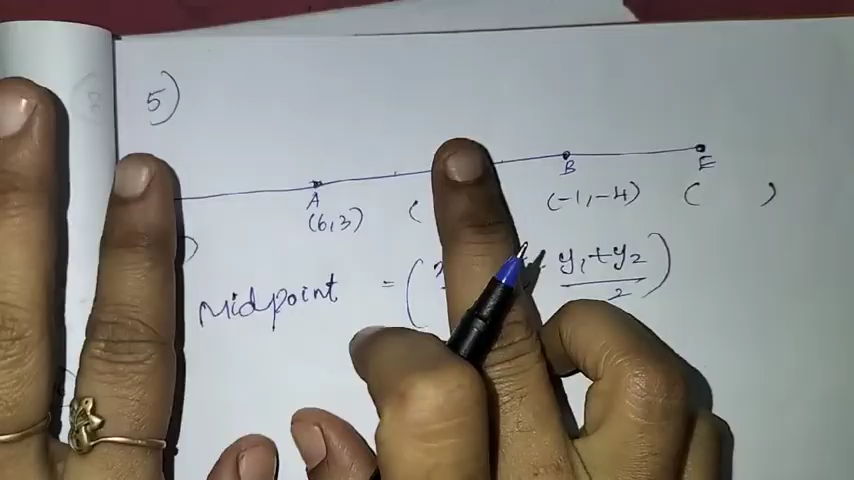 5)
A B E
(6,3) ( (-1,-4) ( )
)
Midpoint = ( y₁+y₂/2 )